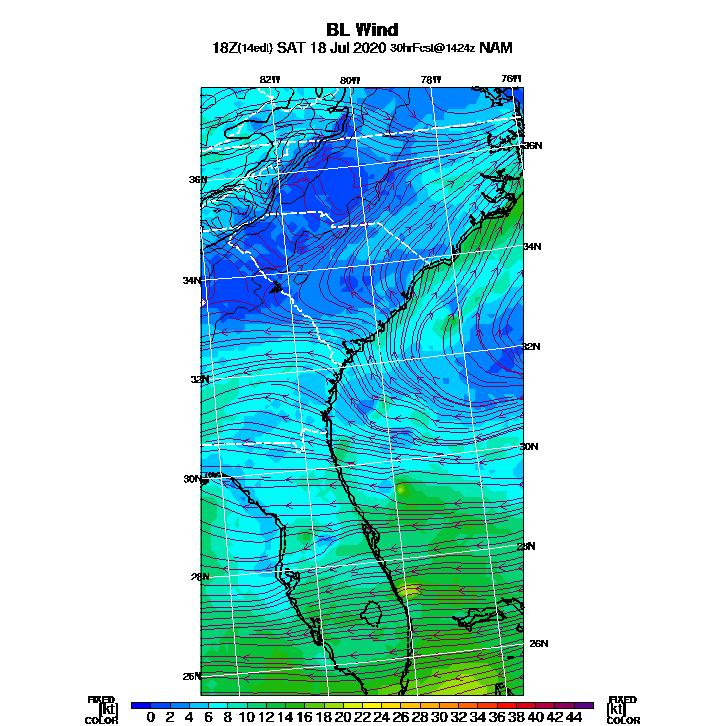 BL Wind
18Z(14edt) SAT 18 Jul 2020 30hrFcst@1424z NAM
82W 80W 78W 76W
36N
36N
34N
34N
32N
32N
30N
30N
28N
28N
26N
26N
FIXED FIXED
[kt] 0 2 4 6 8 10 12 14 16 18 20 22 24 26 28 30 32 34 36 38 40 42 44 [kt]
COLOR COLOR